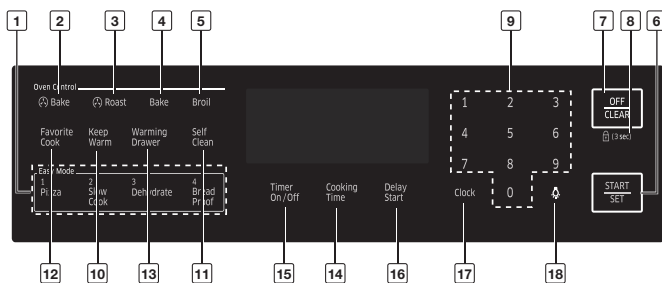 1 2 3 4 5 9 7 8 6
Oven Control
Bake Roast Bake Broil
1 2 3
OFF
CLEAR
(3 sec)
Favorite Cook
Keep Warm
Warming Drawer
Self Clean
4 5 6
Easy Mode
1 Pizza
2 Slow Cook
3 Dehydrate
4 Bread Proof
7 8 9
Timer On/Off
Cooking Time
Delay Start
Clock
0
START
SET
12 10 13 11 15 14 16 17 18